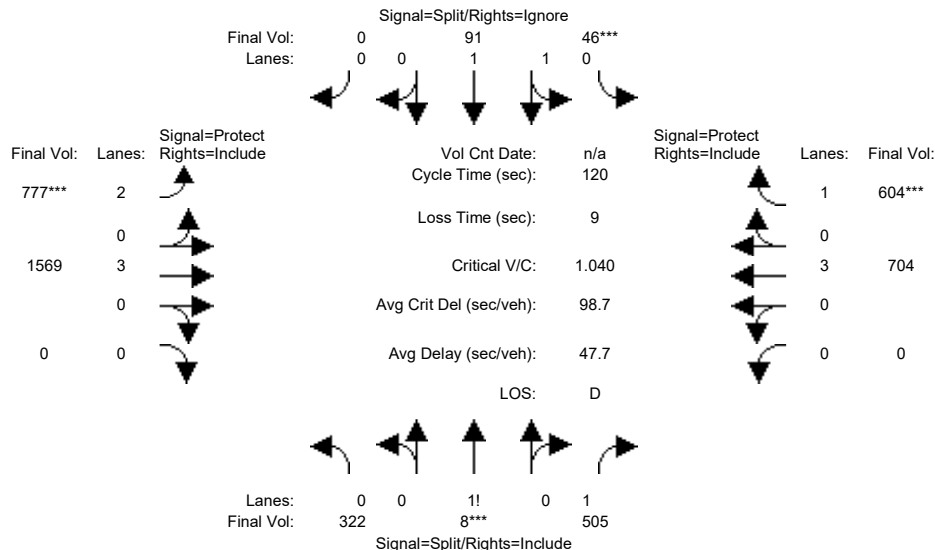 Signal=Split/Rights=Ignore
Final Vol: 0 91 46***
Lanes: 0 0 1 1 0
Signal=Protect
Final Vol: Lanes: Rights=Include
Vol Cnt Date: n/a
Signal=Protect
Rights=Include Lanes: Final Vol:
777*** 2
Cycle Time (sec): 120
1 604***
0
Loss Time (sec): 9
0
1569 3
Critical V/C: 1.040
3 704
0
Avg Crit Del (sec/veh): 98.7
0
0 0
Avg Delay (sec/veh): 47.7
0 0
LOS: D
Lanes: 0 0 1! 0 1
Final Vol: 322 8*** 505
Signal=Split/Rights=Include